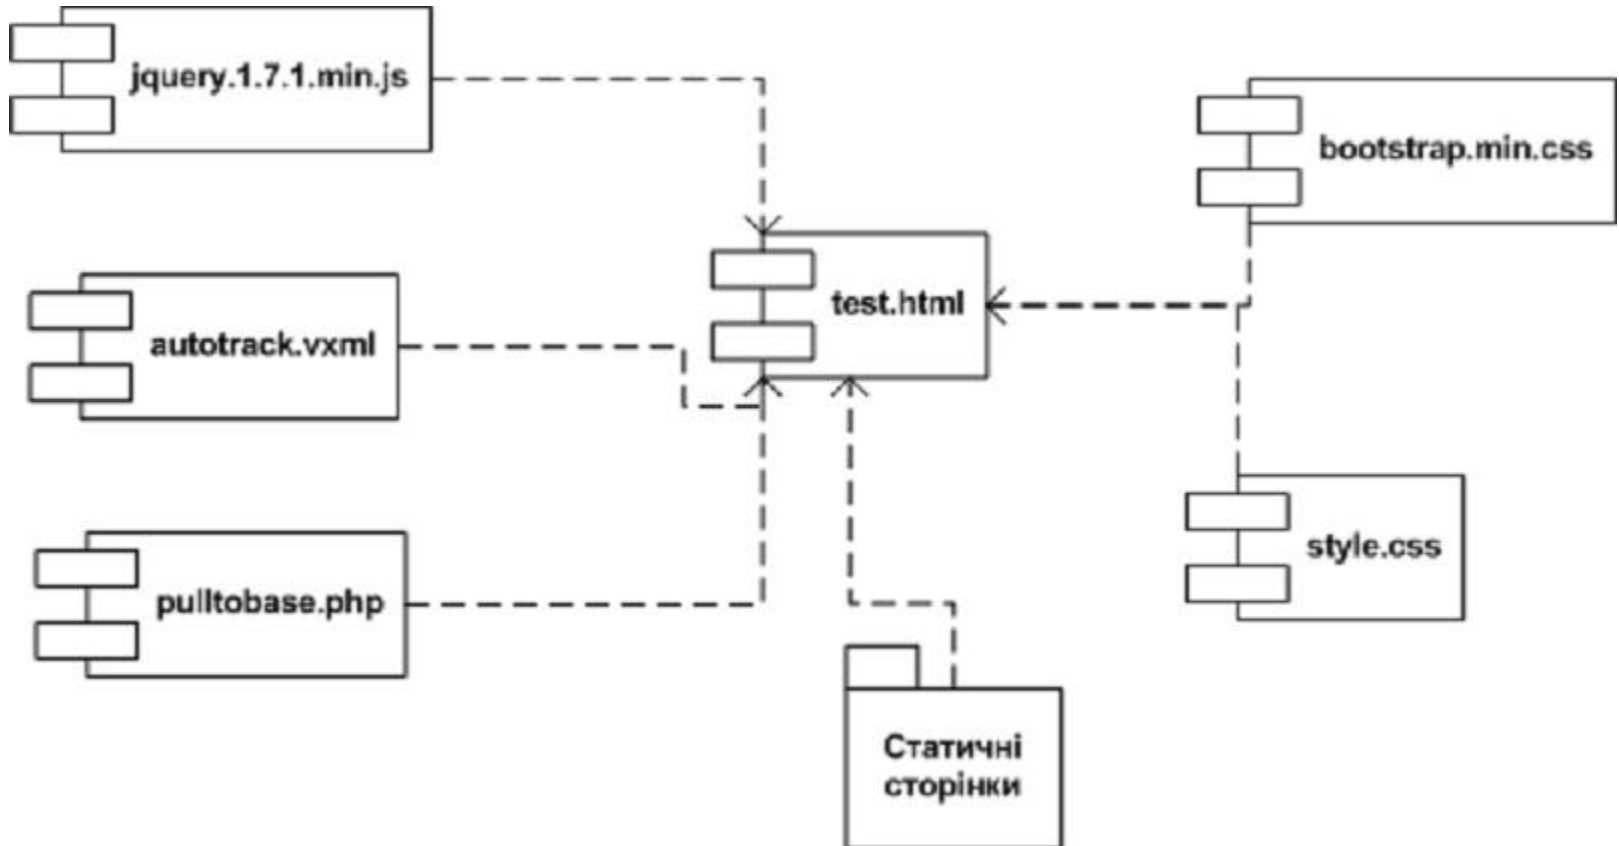 jquery.1.7.1.min.js
bootstrap.min.css
test.html
autotrack.vxml
style.css
pulltobase.php
Статичні
сторінки